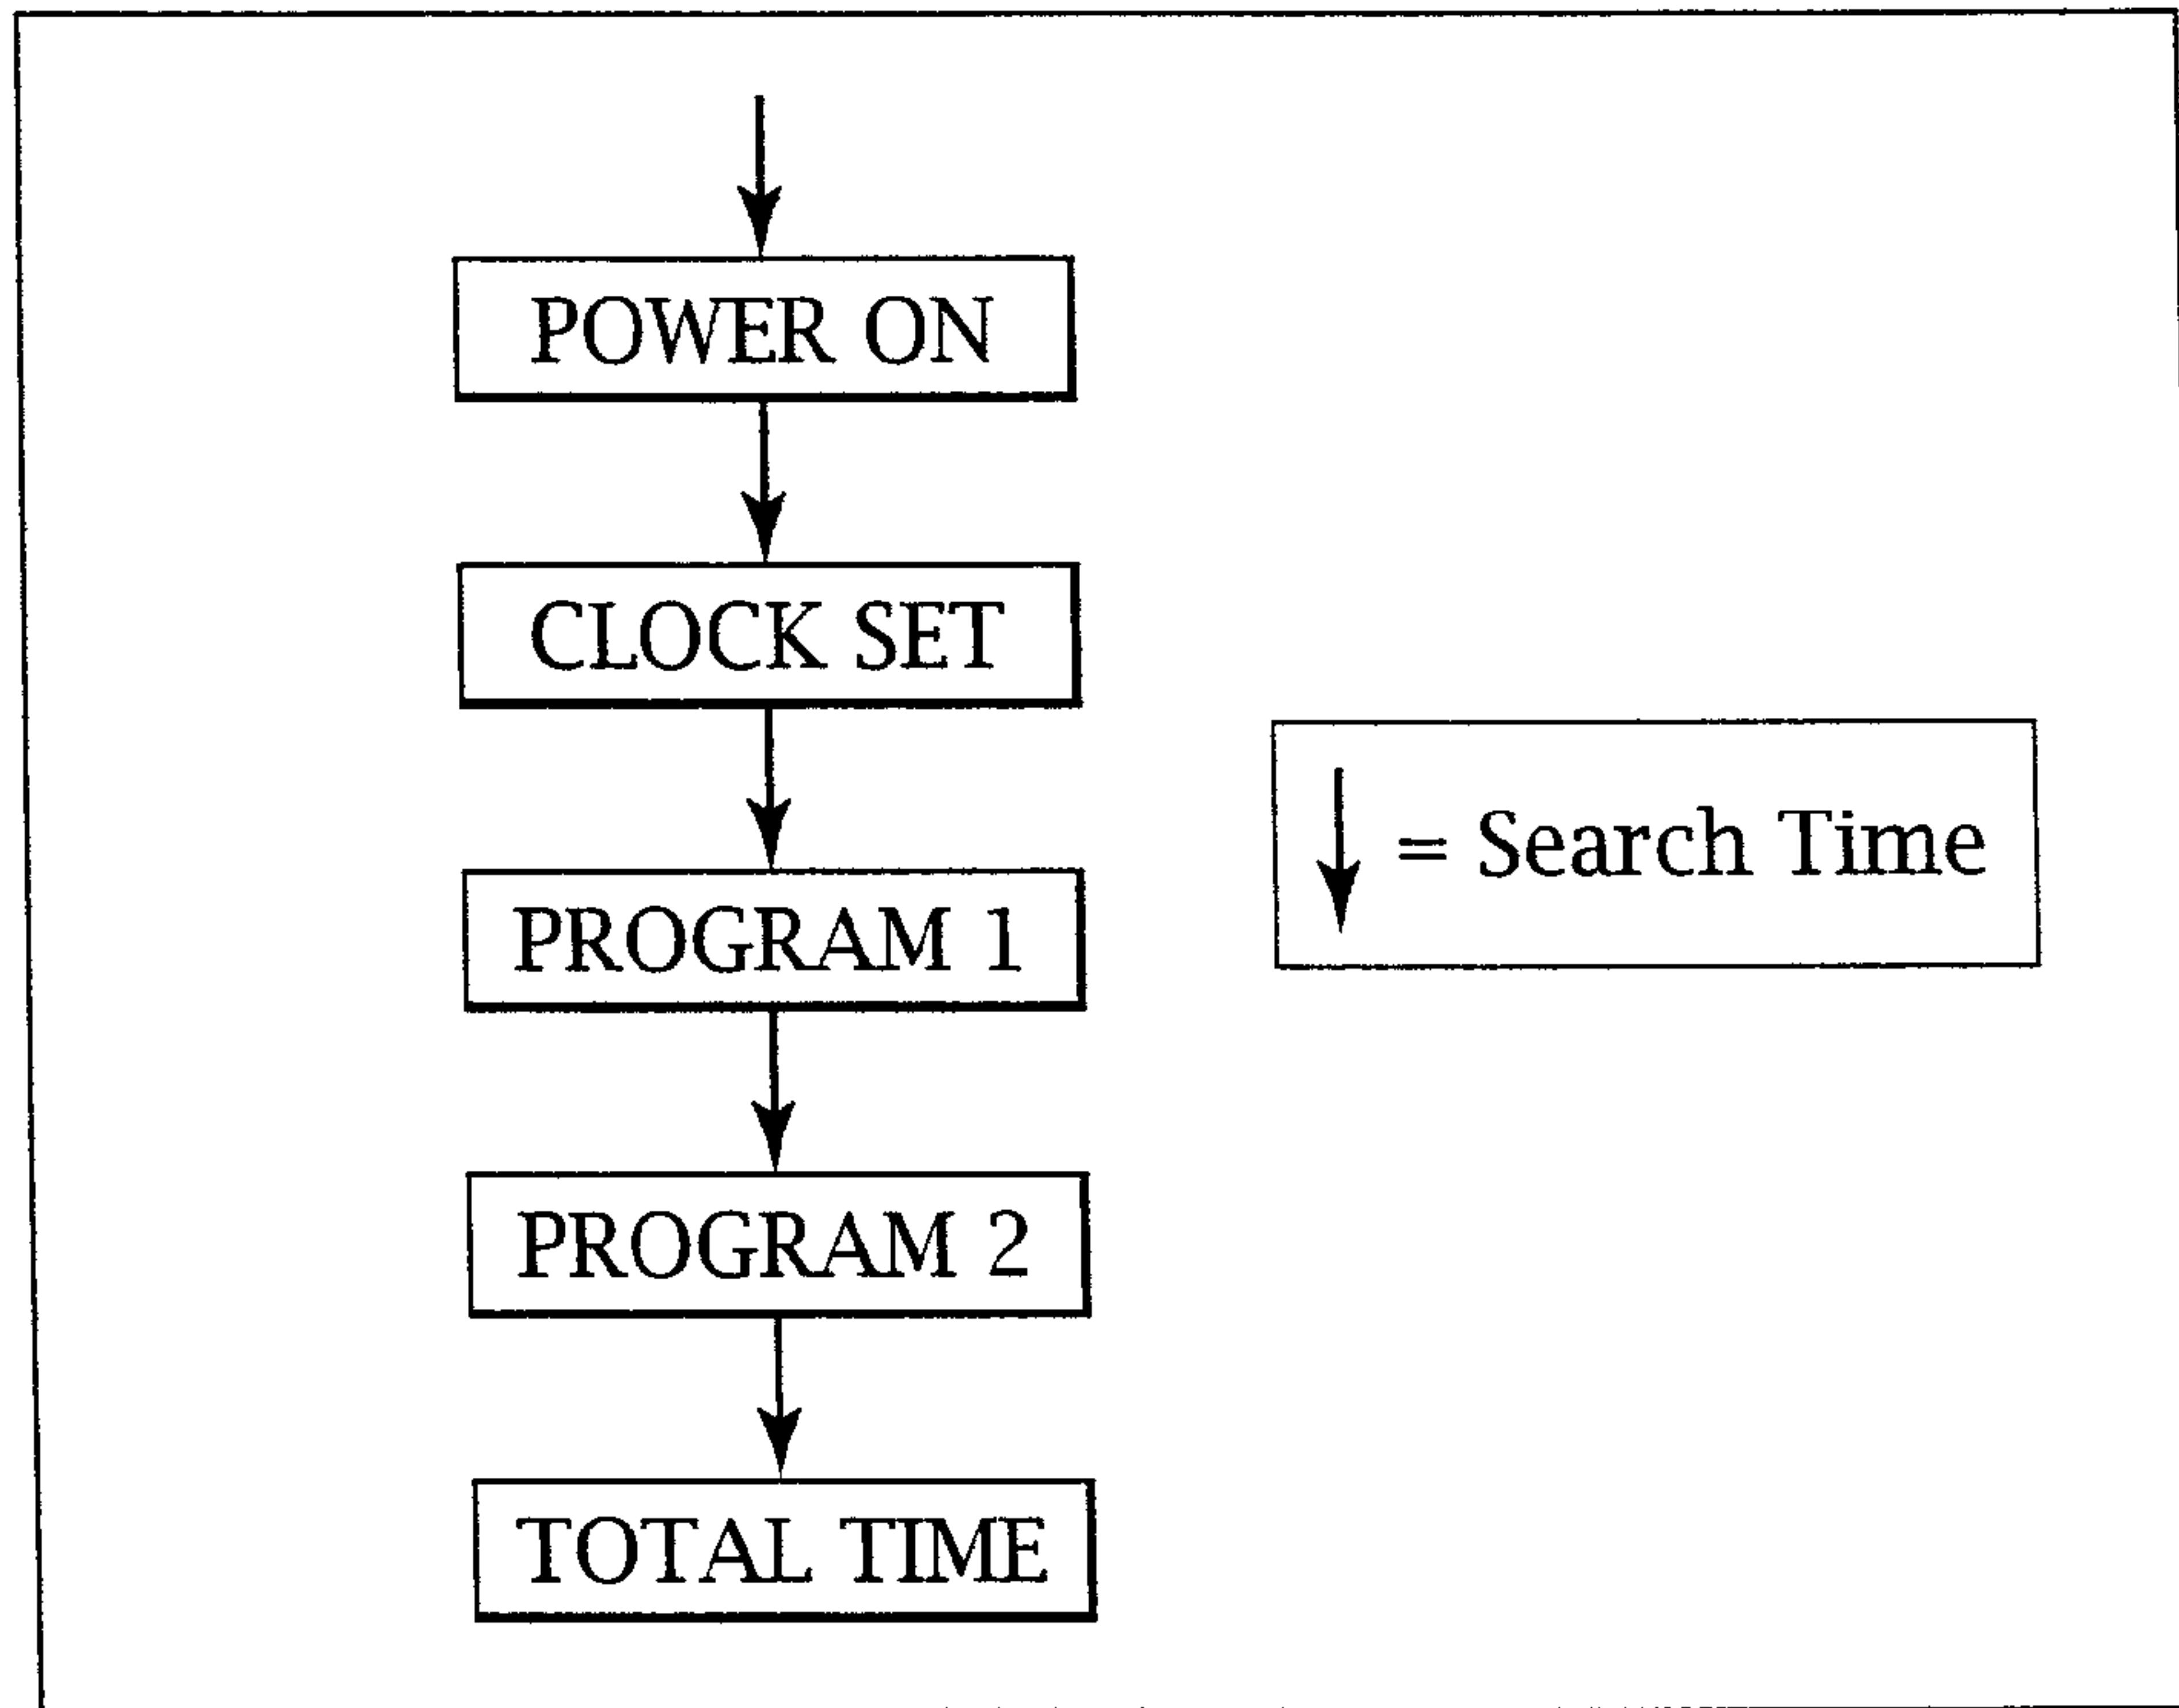 POWER ON
CLOCK SET
PROGRAM 1
= Search Time
PROGRAM 2
TOTAL TIME